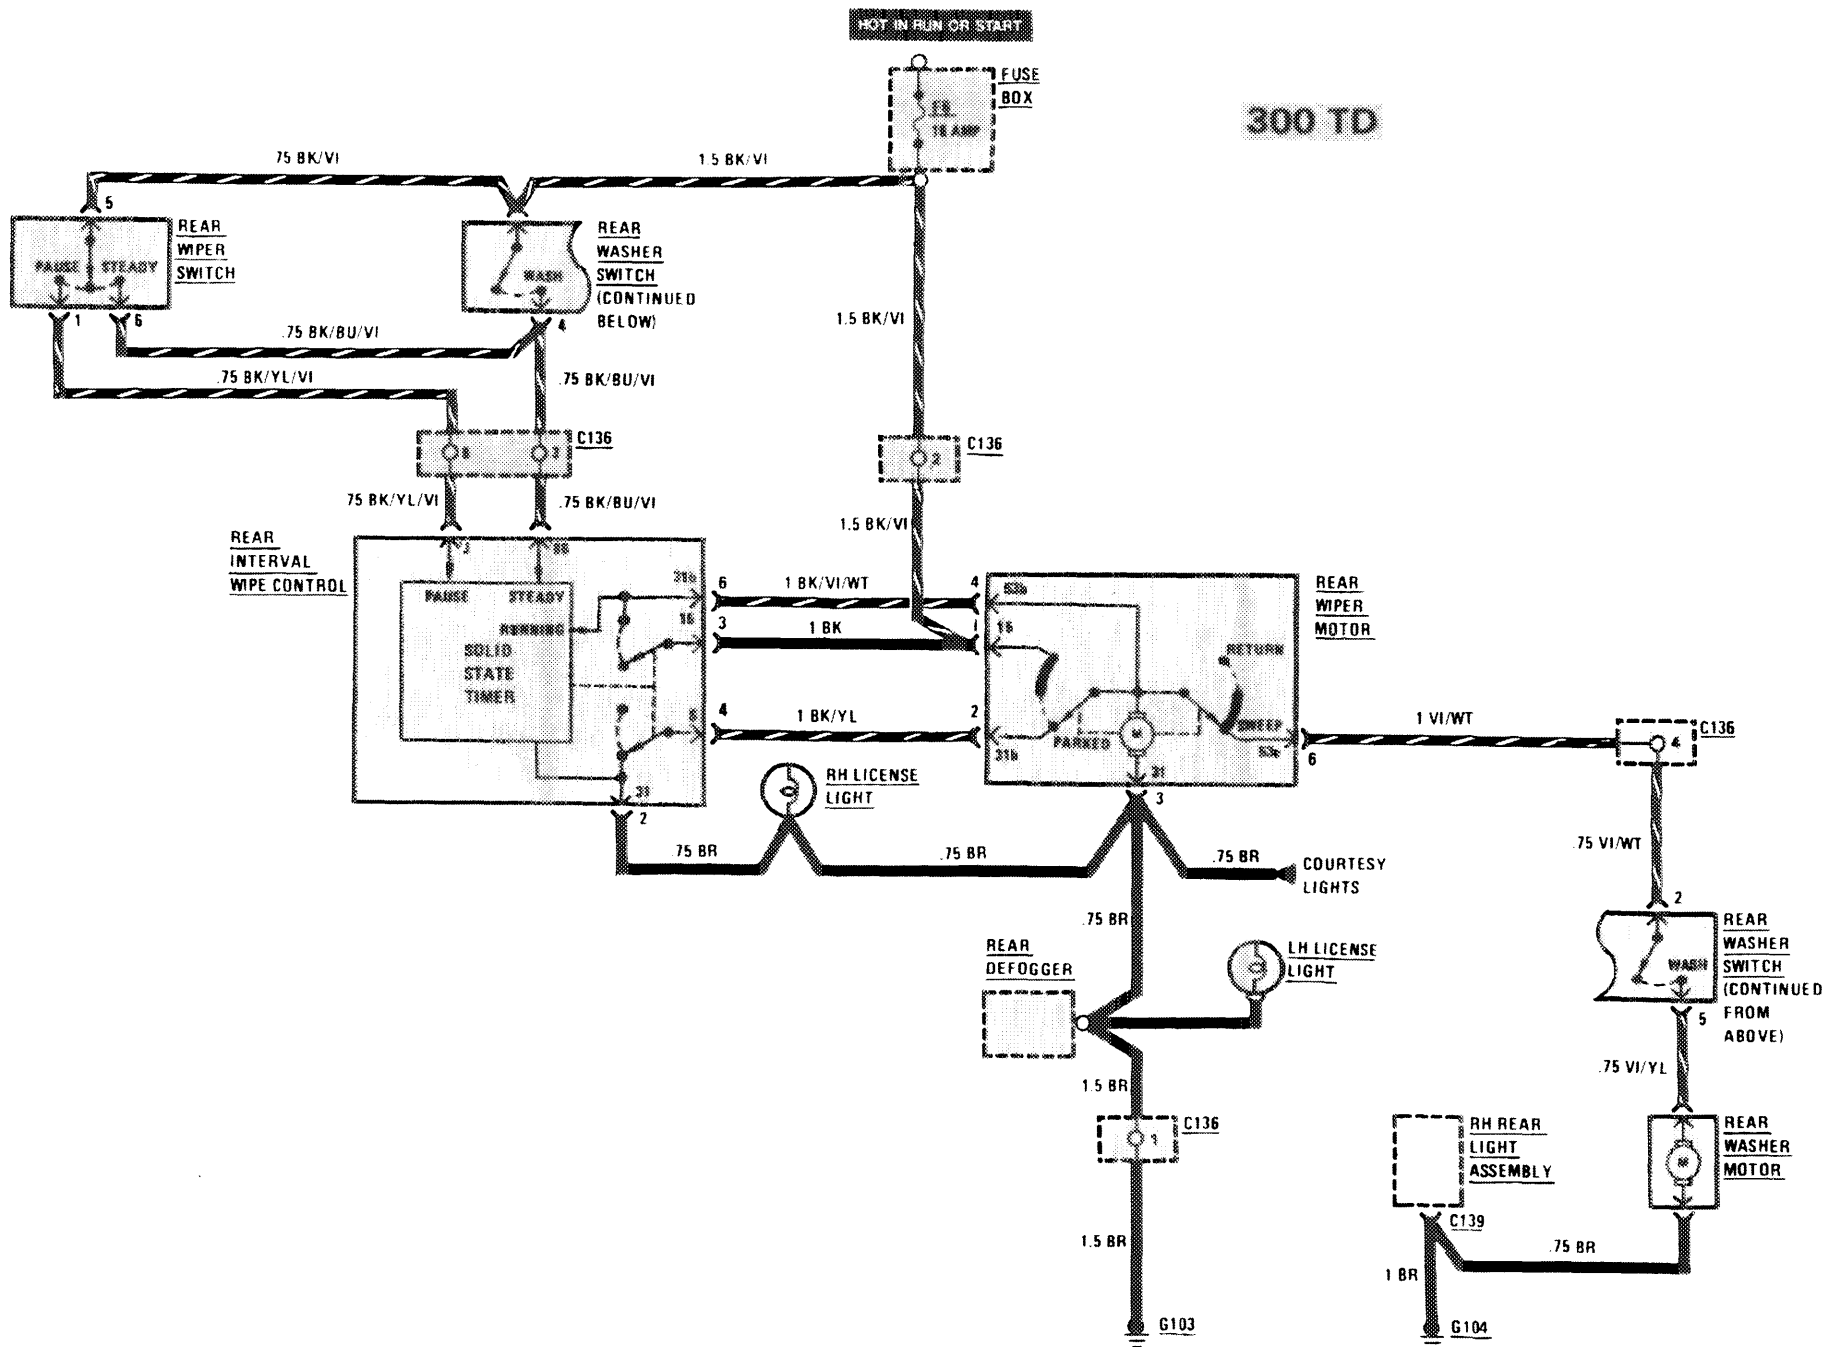 HOT IN RUN OR START
FUSE
BOX
300 TD
.75 BK/VI
1.5 BK/VI
5
REAR
WIPER
SWITCH
PAUSE STEADY
1
6
REAR
WASHER
SWITCH
(CONTINUED
BELOW)
WASH
4
.75 BK/BU/VI
.75 BK/YL/VI
.75 BK/BU/VI
1.5 BK/VI
C136
C136
2
75 BK/YL/VI
.75 BK/BU/VI
1.5 BK/VI
REAR
INTERVAL
WIPE CONTROL
PAUSE STEADY
RUNNING
SOLID
STATE
TIMER
31b
16
31
6
1 BK/VI/WT
4
3
1 BK
4
1 BK/YL
2
2
REAR
WIPER
MOTOR
16
RETURN
SWEEP
PARKED
M
31b
31
3
6
1 VI/WT
C136
4
RH LICENSE
LIGHT
.75 BR
.75 BR
.75 BR
COURTESY
LIGHTS
.75 VI/WT
2
.75 BR
REAR
DEFOGGER
LH LICENSE
LIGHT
REAR
WASHER
SWITCH
(CONTINUED
FROM
ABOVE)
WASH
5
.75 VI/YL
1.5 BR
C136
1
RH REAR
LIGHT
ASSEMBLY
REAR
WASHER
MOTOR
M
C139
1.5 BR
.75 BR
1 BR
G103
G104